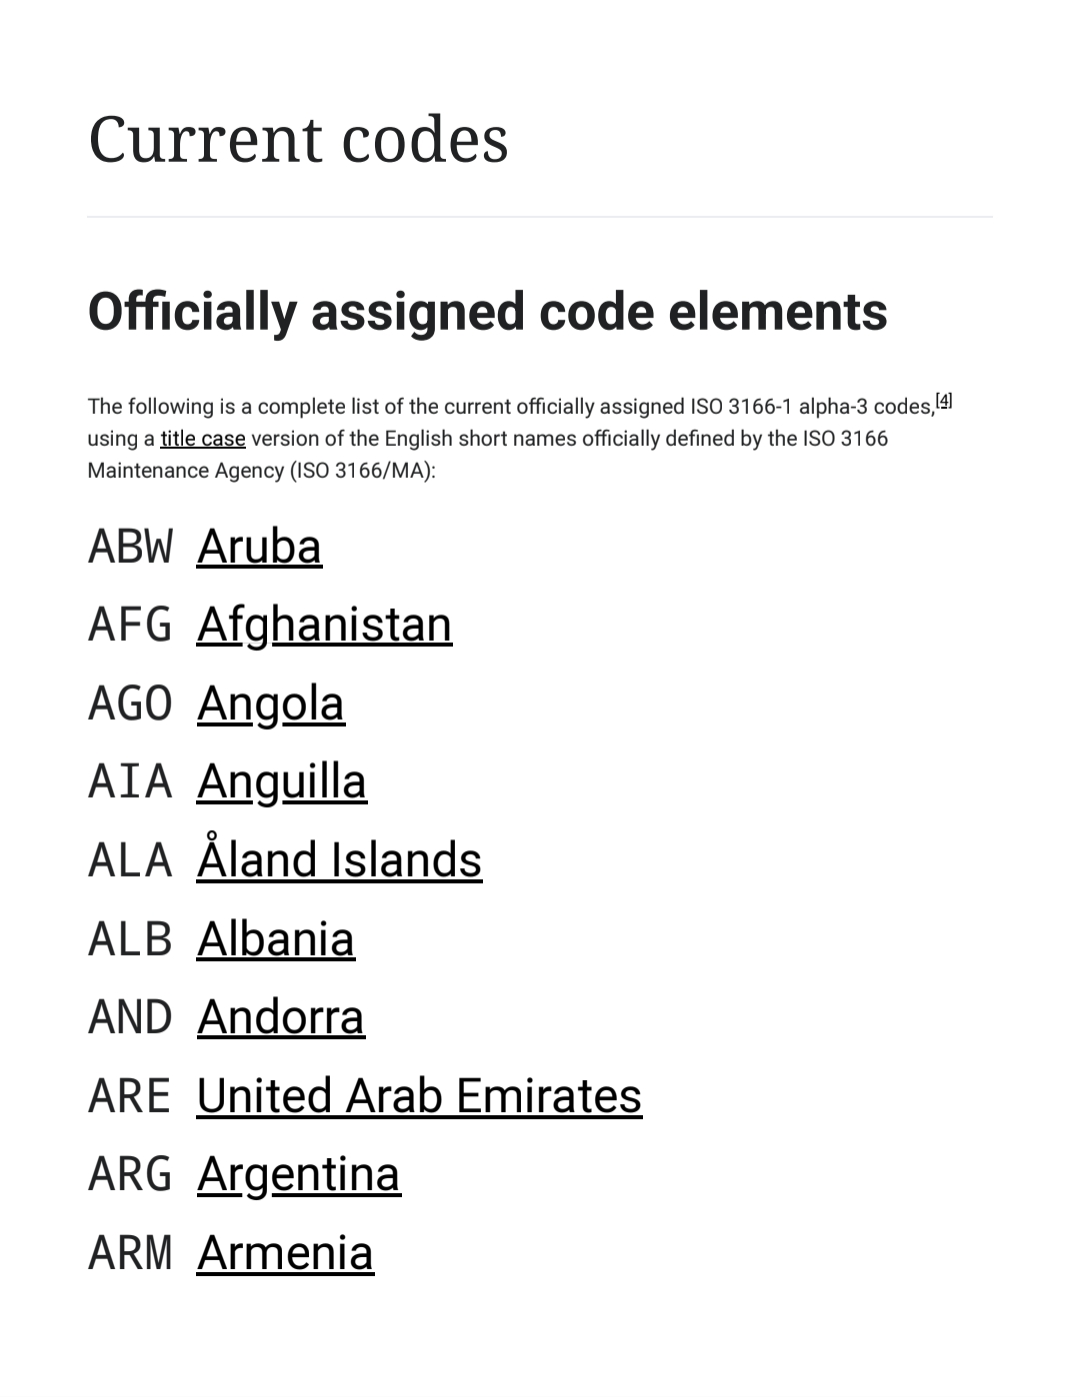 Current codes
Officially assigned code elements
The following is a complete list of the current officially assigned ISO 3166-1 alpha-3 codes,[4]
using a title case version of the English short names officially defined by the ISO 3166
Maintenance Agency (ISO 3166/MA):
ABW Aruba
AFG Afghanistan
AGO Angola
AIA Anguilla
ALA Åland Islands
ALB Albania
AND Andorra
ARE United Arab Emirates
ARG Argentina
ARM Armenia